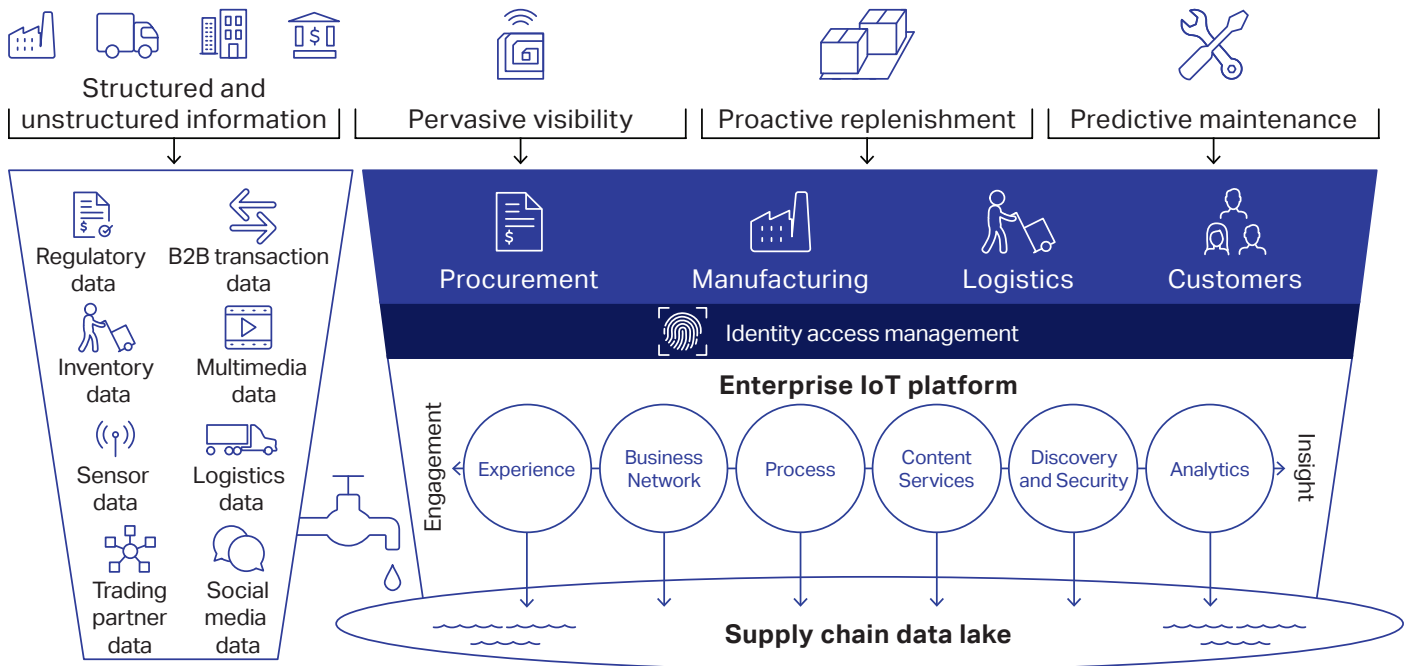 Structured and
unstructured information
Pervasive visibility
Proactive replenishment
Predictive maintenance
Regulatory
data
B2B transaction
data
Inventory
data
Multimedia
data
Sensor
data
Logistics
data
Trading
partner
data
Social
media
data
$
$
Procurement
Manufacturing
Logistics
Customers
$
Identity access management
Enterprise IoT platform
Engagement
Experience
Business
Network
Process
Content
Services
Discovery
and Security
Analytics
Insight
Supply chain data lake